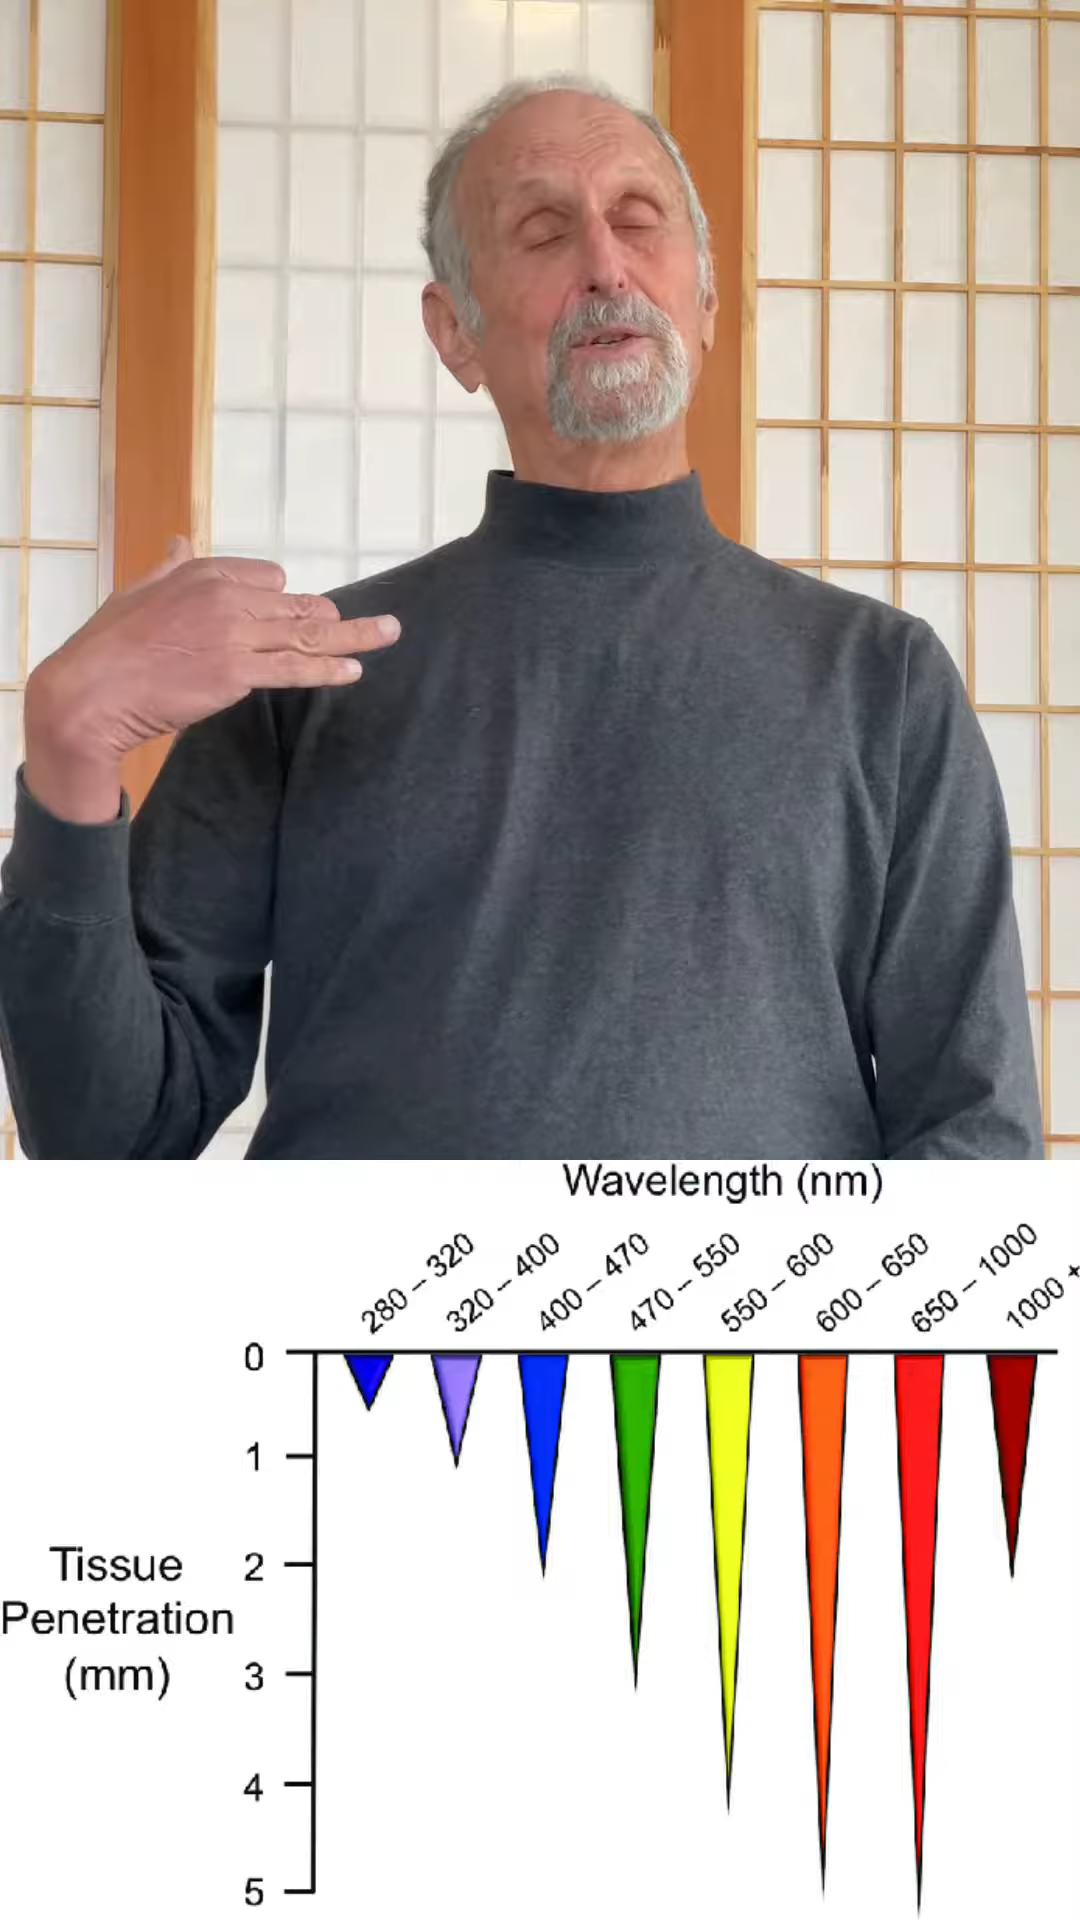 Wavelength (nm)
280 – 320
320 – 400
400 – 470
470 – 550
550 – 600
600 – 650
650 – 1000
1000 +
0
1
2
3
4
5
Tissue
Penetration
(mm)